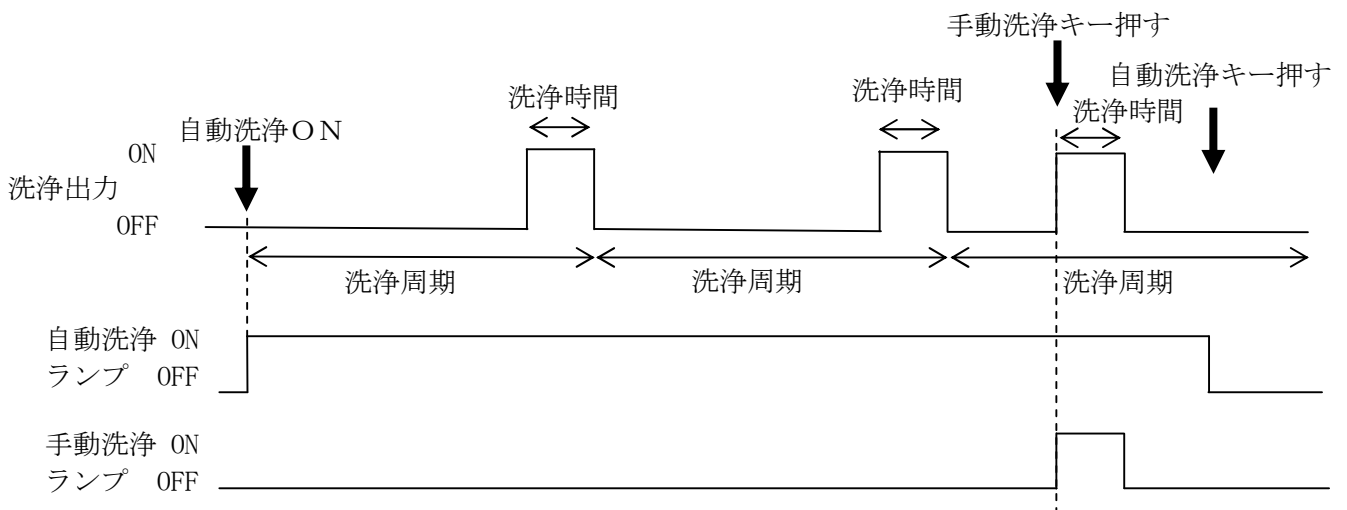 手動洗浄キー押す
自動洗浄キー押す
洗浄時間
洗浄時間
洗浄時間
自動洗浄ON
ON
洗浄出力
OFF
洗浄周期
洗浄周期
洗浄周期
自動洗浄 ON
ランプ OFF
手動洗浄 ON
ランプ OFF